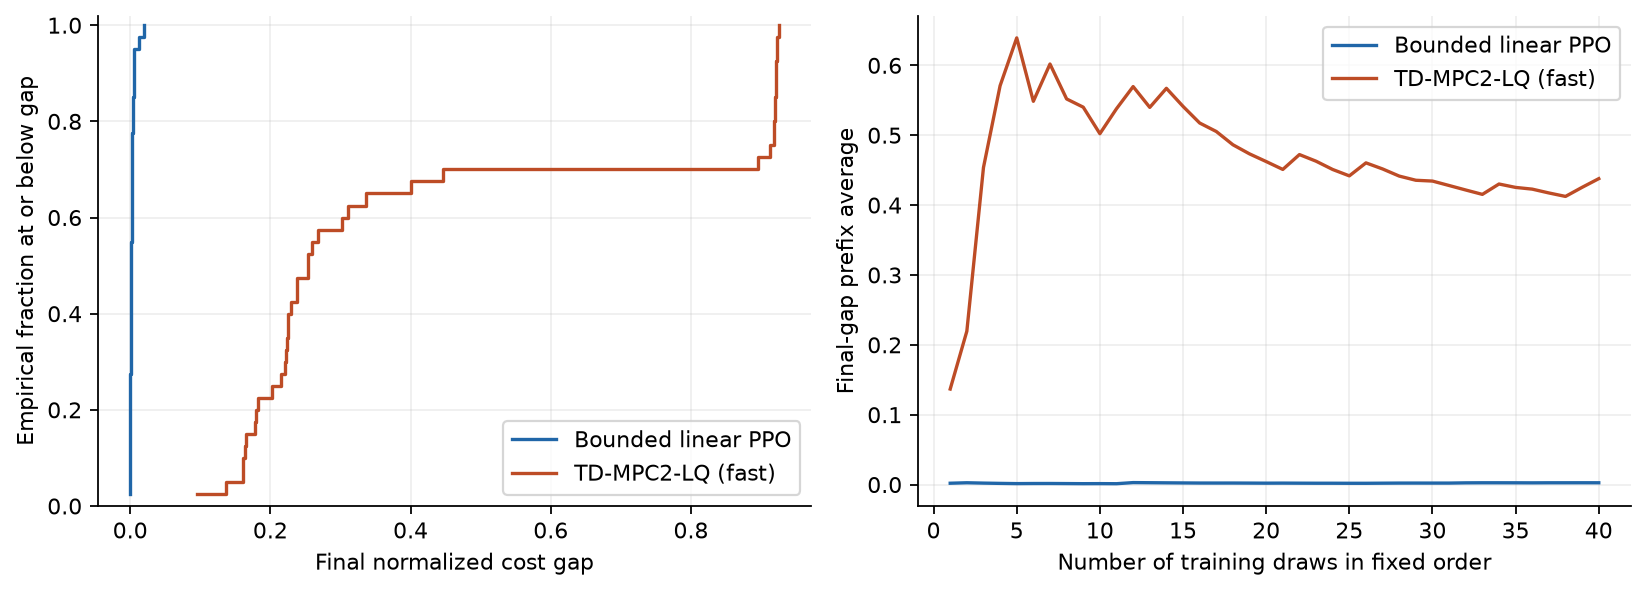 Empirical fraction at or below gap
1.0
0.8
0.6
0.4
0.2
0.0
0.0 0.2 0.4 0.6 0.8
Final normalized cost gap
Bounded linear PPO
TD-MPC2-LQ (fast)
Final-gap prefix average
0.6
0.5
0.4
0.3
0.2
0.1
0.0
0 5 10 15 20 25 30 35 40
Number of training draws in fixed order
Bounded linear PPO
TD-MPC2-LQ (fast)